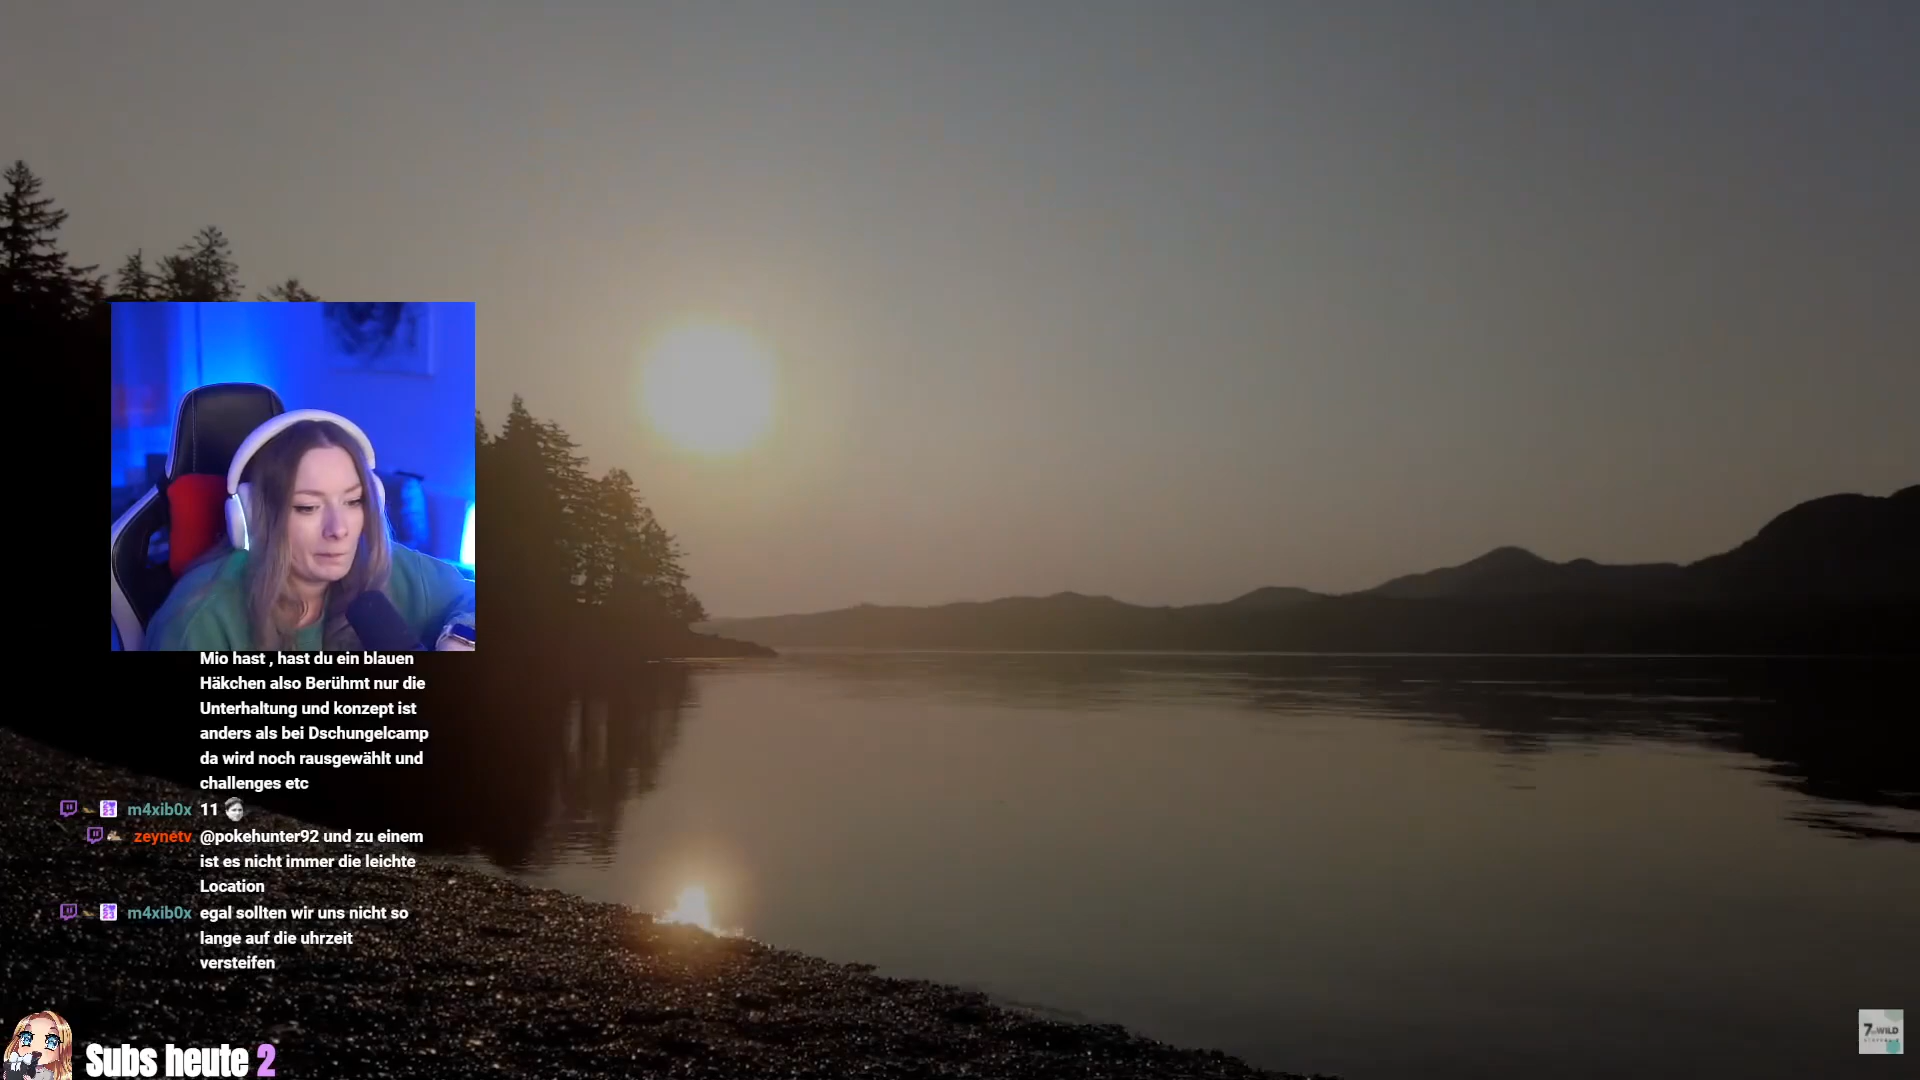 Mio hast , hast du ein blauen
Häkchen also Berühmt nur die
Unterhaltung und konzept ist
anders als bei Dschungelcamp
da wird noch rausgewählt und
challenges etc
m4xib0x 11
zeynetv @pokehunter92 und zu einem
ist es nicht immer die leichte
Location
m4xib0x egal sollten wir uns nicht so
lange auf die uhrzeit
versteifen
Subs heute 2
7 WILD